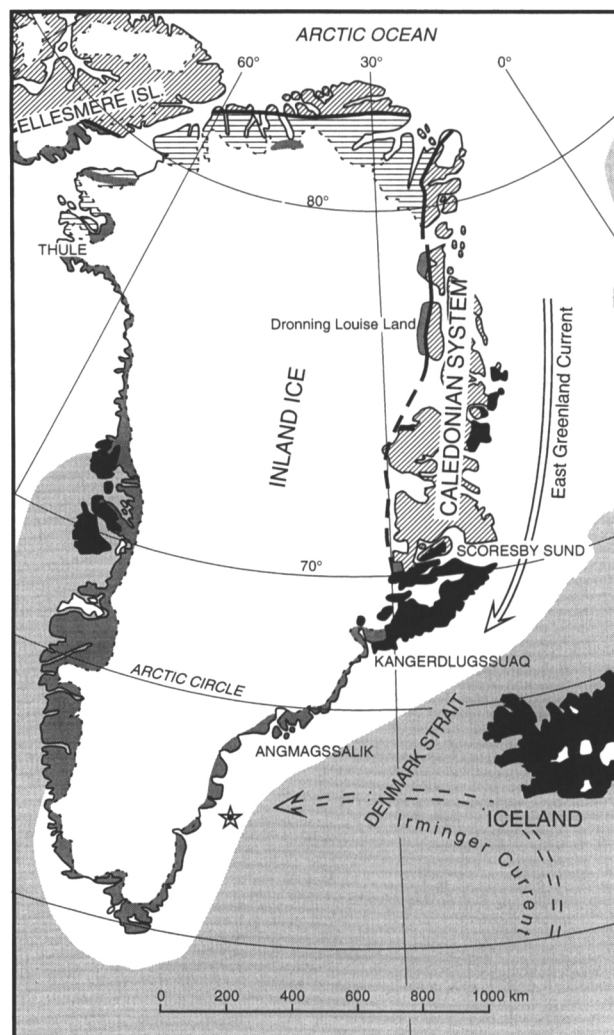 ARCTIC OCEAN
60°
30°
0°
ELLESMERE ISL.
80°
THULE
Dronning Louise Land
CALEDONIAN SYSTEM
INLAND ICE
East Greenland Current
SCORESBY SUND
70°
KANGERDLUGSSUAQ
ARCTIC CIRCLE
ANGMAGSSALIK
DENMARK STRAIT
ICELAND
Irminger Current
0 200 400 600 800 1000 km